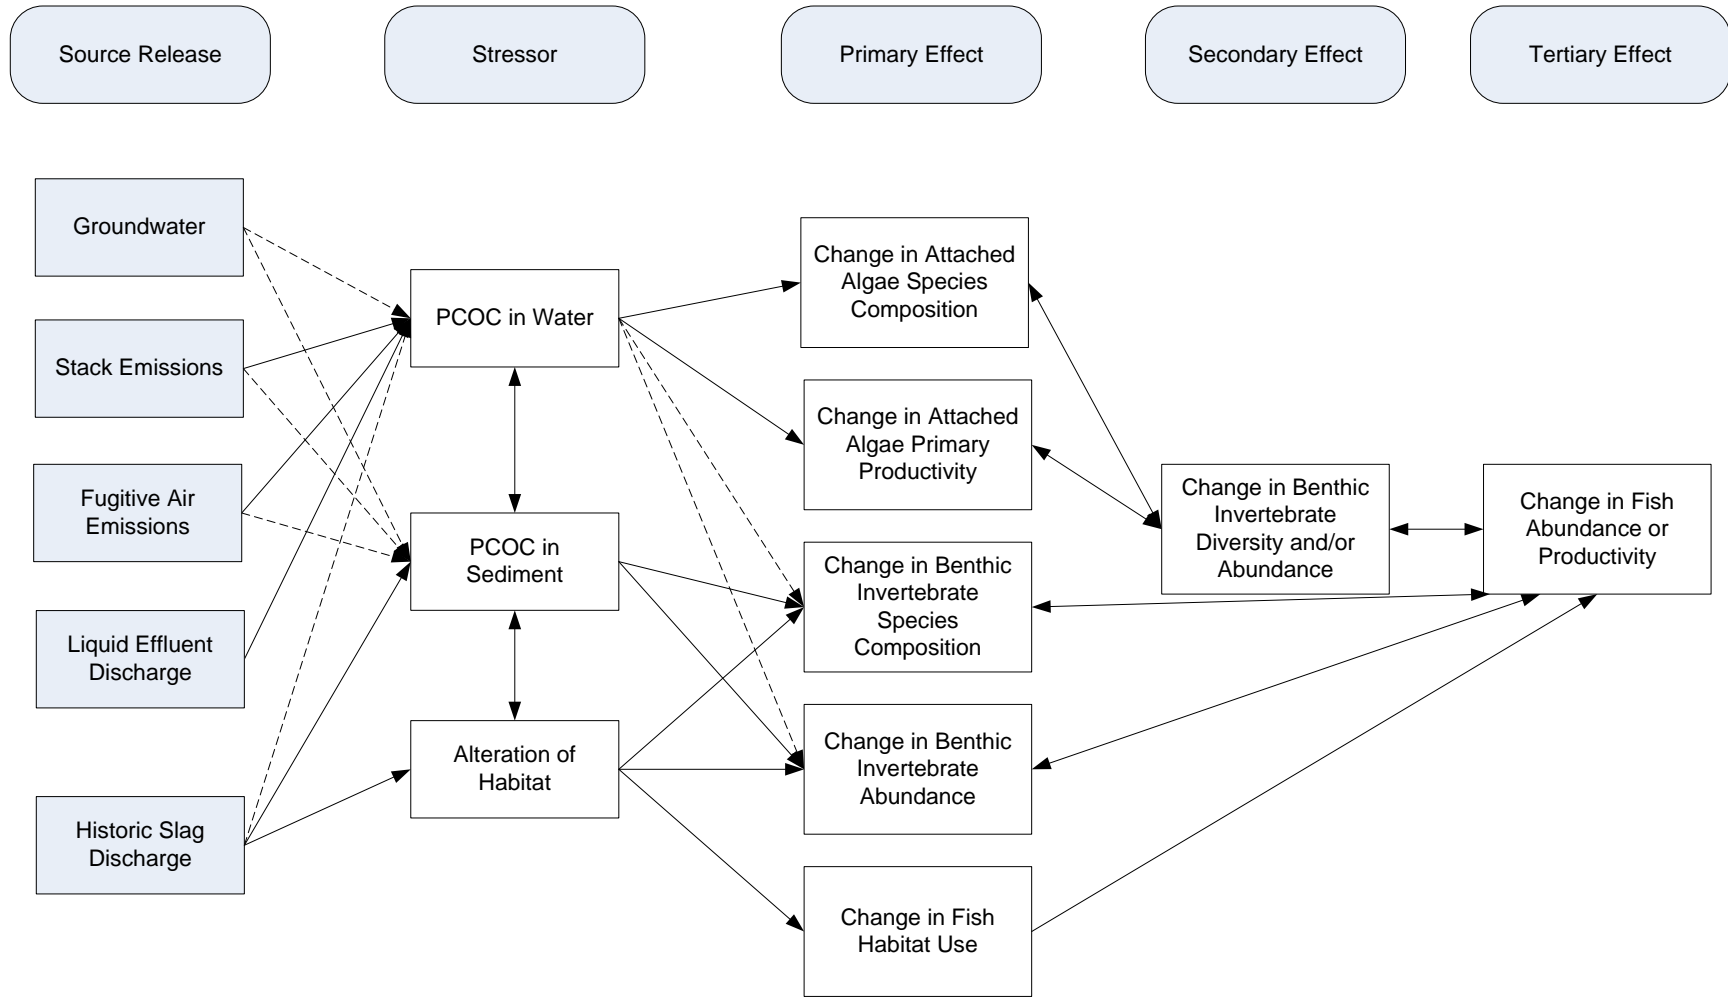 Source Release
Stressor
Primary Effect
Secondary Effect
Tertiary Effect
Groundwater
Stack Emissions
Fugitive Air
Emissions
Liquid Effluent
Discharge
Historic Slag
Discharge
PCOC in Water
PCOC in
Sediment
Alteration of
Habitat
Change in Attached
Algae Species
Composition
Change in Attached
Algae Primary
Productivity
Change in Benthic
Invertebrate
Species
Composition
Change in Benthic
Invertebrate
Abundance
Change in Fish
Habitat Use
Change in Benthic
Invertebrate
Diversity and/or
Abundance
Change in Fish
Abundance or
Productivity